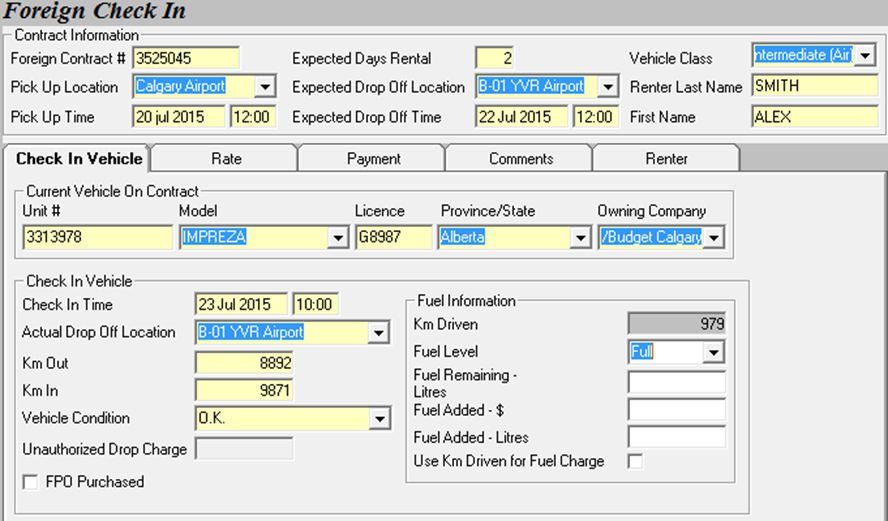 Foreign Check In
Contract Information
Foreign Contract # 3525045 Expected Days Rental 2 Vehicle Class ntermediate (Air)
Pick Up Location Calgary Airport Expected Drop Off Location B-01 YVR Airport Renter Last Name SMITH
Pick Up Time 20 jul 2015 12:00 Expected Drop Off Time 22 Jul 2015 12:00 First Name ALEX
Check In Vehicle Rate Payment Comments Renter
Current Vehicle On Contract
Unit # Model Licence Province/State Owning Company
3313978 IMPREZA G8987 Alberta /Budget Calgary
Check In Vehicle
Check In Time 23 Jul 2015 10:00
Actual Drop Off Location B-01 YVR Airport
Km Out 8892
Km In 9871
Vehicle Condition O.K.
Unauthorized Drop Charge
FPO Purchased
Fuel Information
Km Driven 979
Fuel Level Full
Fuel Remaining -
Litres
Fuel Added - $
Fuel Added - Litres
Use Km Driven for Fuel Charge